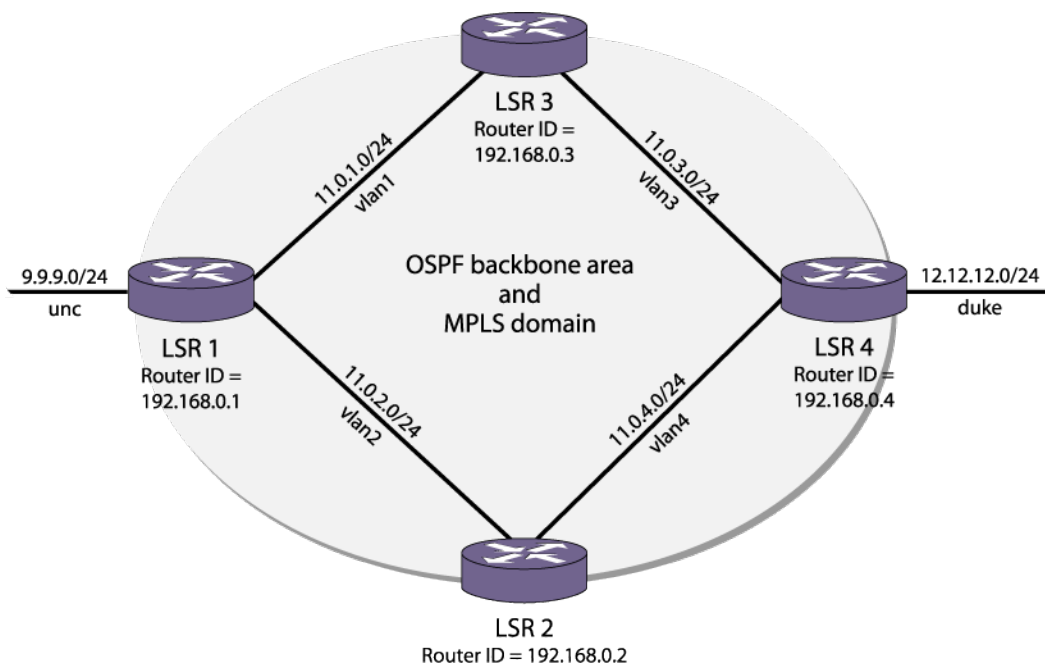 LSR 3
Router ID =
192.168.0.3
11.0.1.0/24
vlan1
11.0.3.0/24
vlan3
9.9.9.0/24
unc
OSPF backbone area
and
MPLS domain
12.12.12.0/24
duke
LSR 1
Router ID =
192.168.0.1
LSR 4
Router ID =
192.168.0.4
11.0.2.0/24
vlan2
11.0.4.0/24
vlan4
LSR 2
Router ID = 192.168.0.2